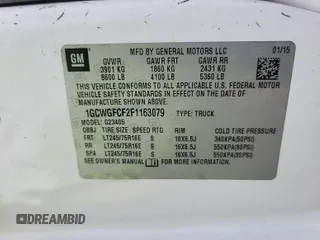 GM
MFD BY GENERAL MOTORS LLC 01/15
GVWR GAWR FRT GAWR RR
3901 KG 1860 KG 2431 KG
8600 LB 4100 LB 5360 LB
THIS VEHICLE CONFORMS TO ALL APPLICABLE U.S. FEDERAL MOTOR VEHICLE SAFETY STANDARDS IN EFFECT ON THE DATE OF MANUFACTURE SHOWN ABOVE.
1GCWGFCF2F1163079 TYPE: TRUCK
MODEL: G23405
QBBJ TIRE SIZE SPEED RTG RIM COLD TIRE PRESSURE
FRT LT245/75R16E S 16X6.5J 340KPA(50PSI)
RR LT245/75R16E S 16X6.5J 550KPA(80PSI)
SPA LT245/75R16E S 16X6.5J 550KPA(80PSI)
SEE OWNER'S MANUAL FOR MORE INFORMATION.
DREAMBID